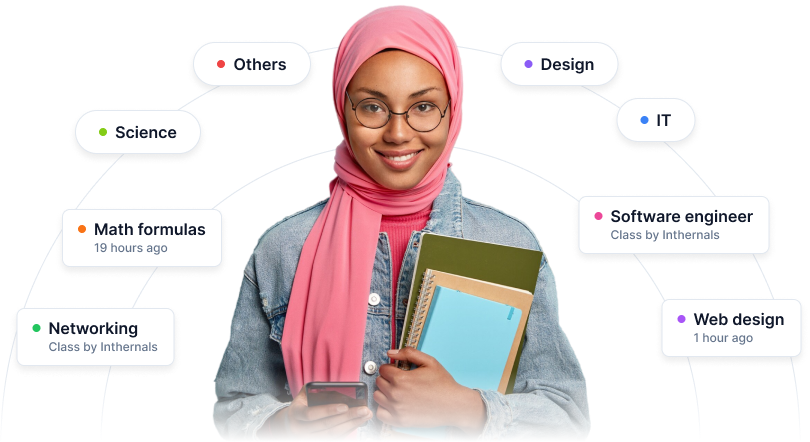 Others
Design
Science
IT
Math formulas
19 hours ago
Software engineer
Class by Inthernals
Networking
Class by Inthernals
Web design
1 hour ago